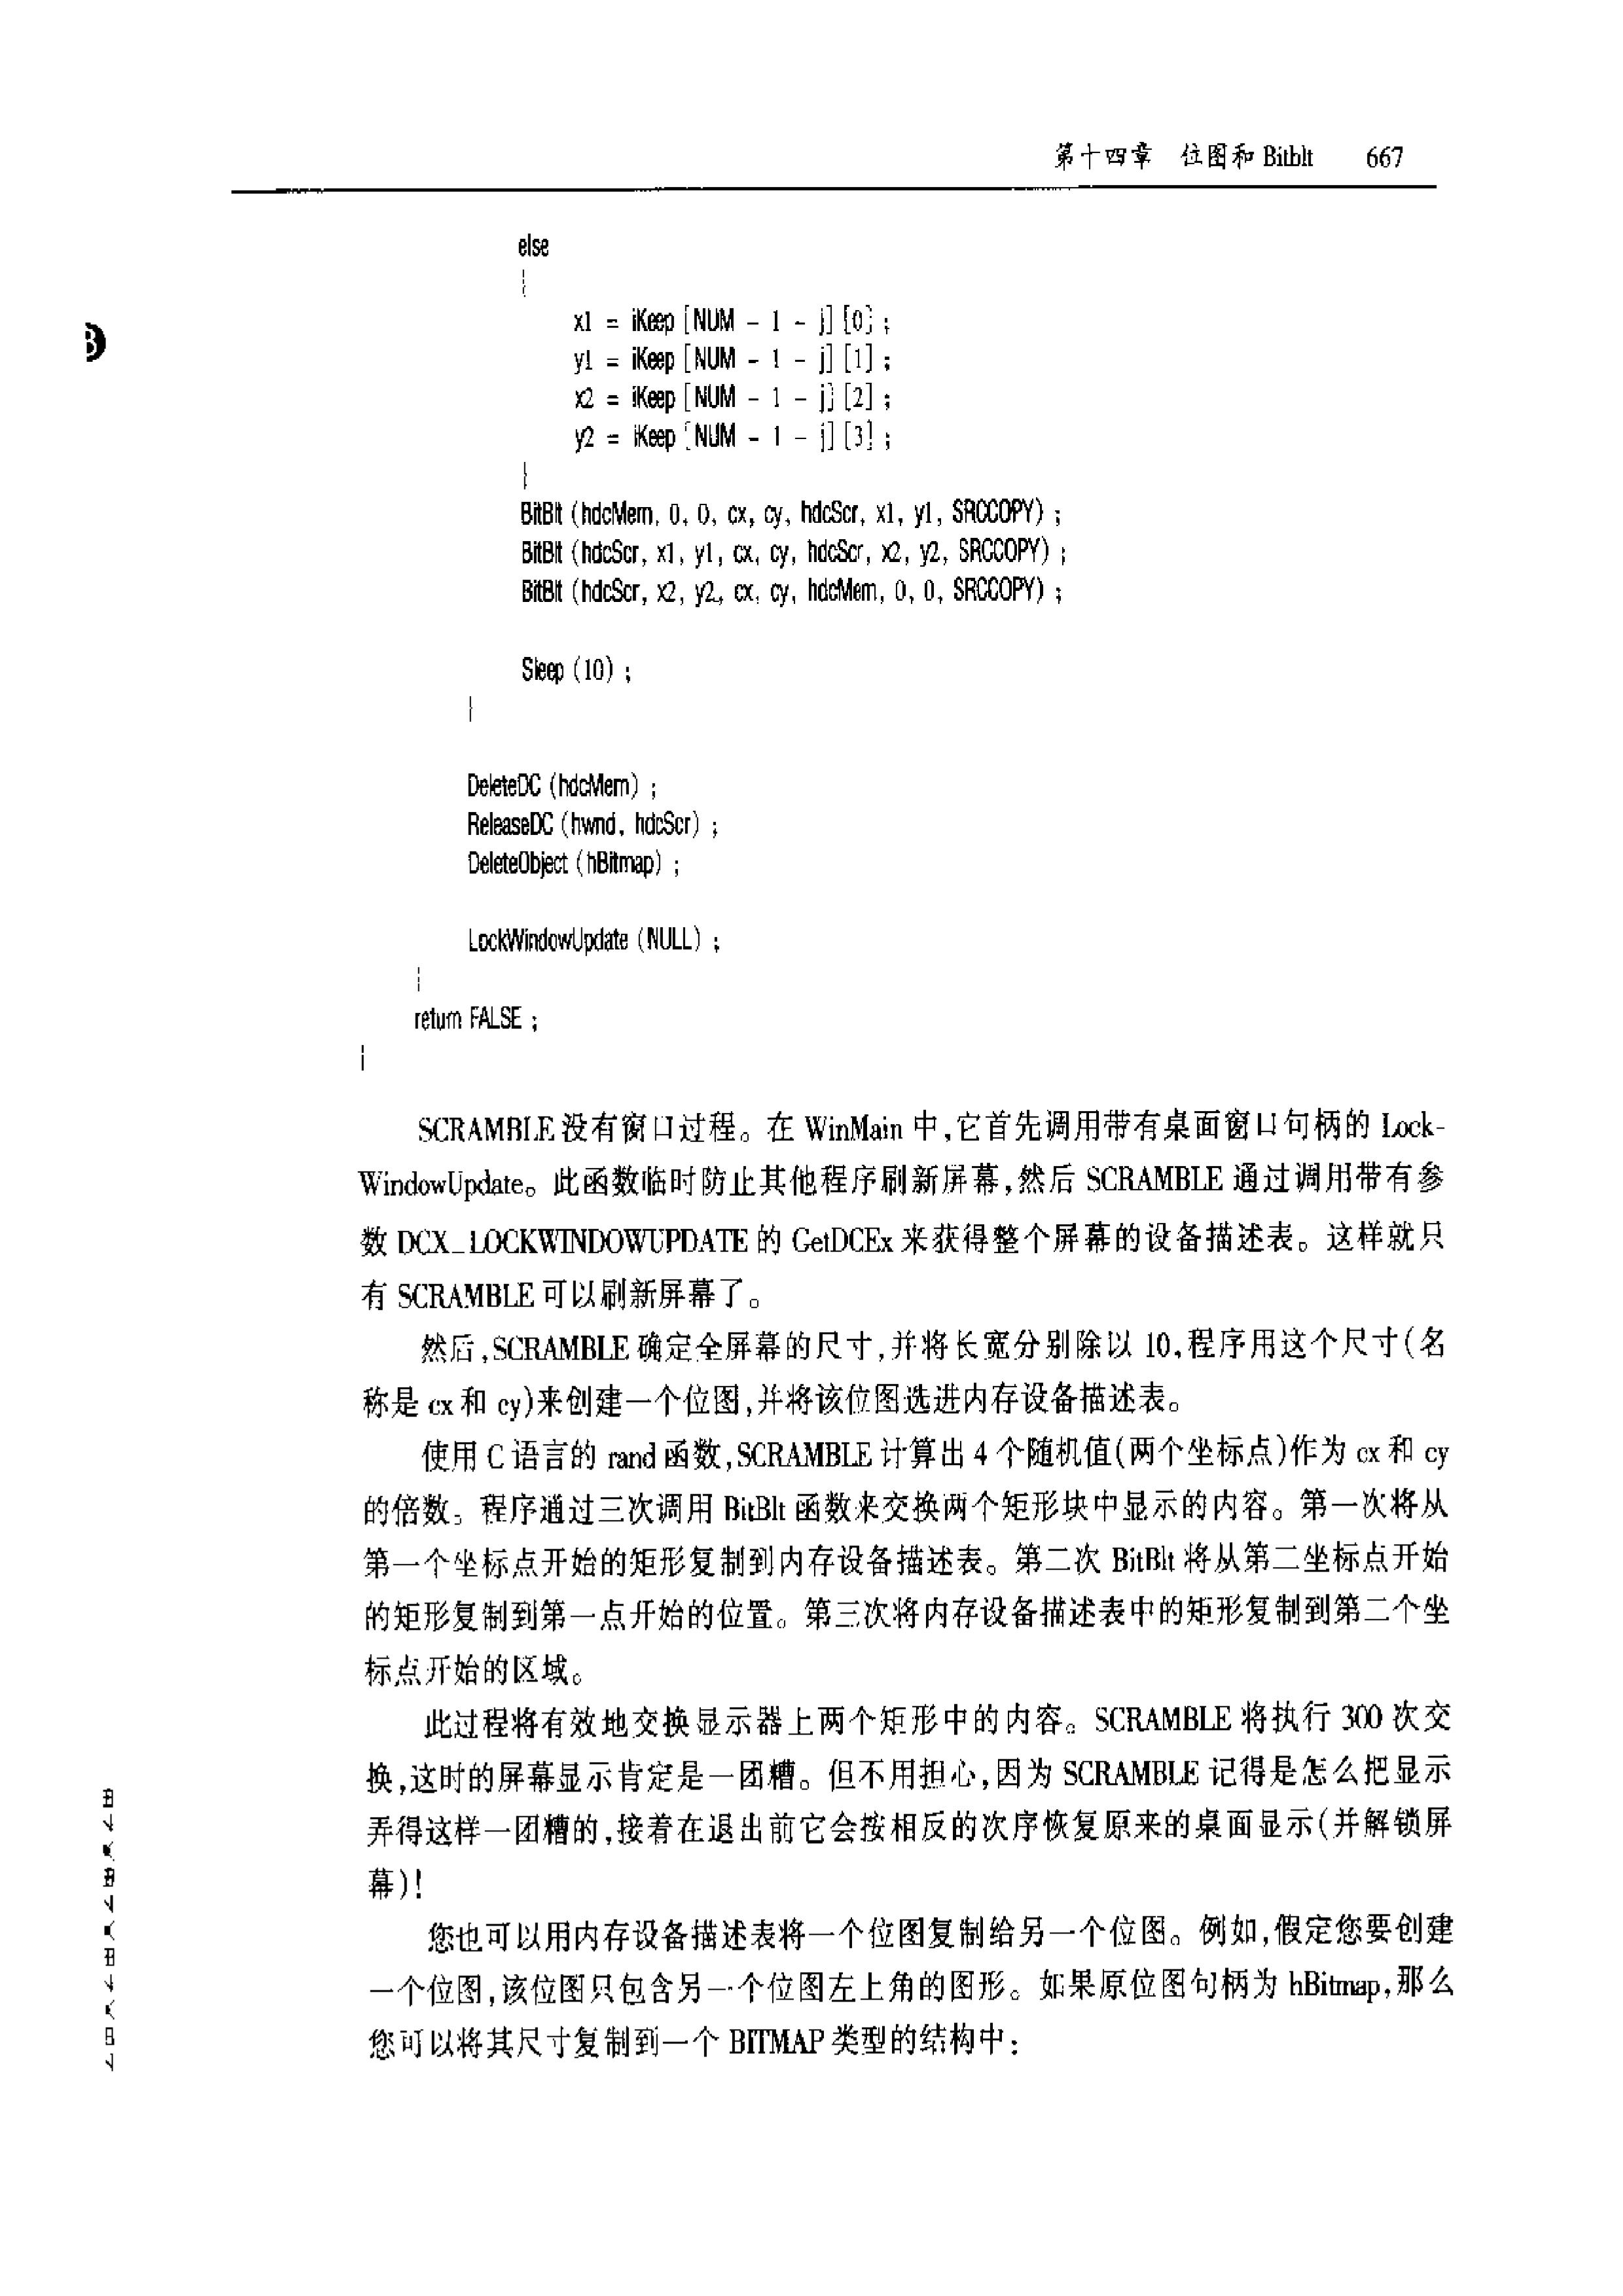 第十四章 位图和 Bitblt 667
else
{
x1 = iKeep [NUM - 1 - j] [0] ;
y1 = iKeep [NUM - 1 - j] [1] ;
x2 = iKeep [NUM - 1 - j] [2] ;
y2 = iKeep [NUM - 1 - j] [3] ;
}
BitBlt (hdcMem, 0, 0, cx, cy, hdcScr, x1, y1, SRCCOPY) ;
BitBlt (hdcScr, x1, y1, cx, cy, hdcScr, x2, y2, SRCCOPY) ;
BitBlt (hdcScr, x2, y2, cx, cy, hdcMem, 0, 0, SRCCOPY) ;
Sleep (10) ;
}
DeleteDC (hdcMem) ;
ReleaseDC (hwnd, hdcScr) ;
DeleteObject (hBitmap) ;
LockWindowUpdate (NULL) ;
}
return FALSE ;
}
SCRAMBLE 没有窗口过程。在 WinMain 中,它首先调用带有桌面窗口句柄的 Lock-
WindowUpdate。此函数临时防止其他程序刷新屏幕,然后 SCRAMBLE 通过调用带有参
数 DCX_LOCKWINDOWUPDATE 的 GetDCEx 来获得整个屏幕的设备描述表。这样就只
有 SCRAMBLE 可以刷新屏幕了。
然后,SCRAMBLE 确定全屏幕的尺寸,并将长宽分别除以 10,程序用这个尺寸(名
称是 cx 和 cy)来创建一个位图,并将该位图选进内存设备描述表。
使用 C 语言的 rand 函数,SCRAMBLE 计算出 4 个随机值(两个坐标点)作为 cx 和 cy
的倍数。程序通过三次调用 BitBlt 函数来交换两个矩形块中显示的内容。第一次将从
第一个坐标点开始的矩形复制到内存设备描述表。第二次 BitBlt 将从第二坐标点开始
的矩形复制到第一点开始的位置。第三次将内存设备描述表中的矩形复制到第二个坐
标点开始的区域。
此过程将有效地交换显示器上两个矩形中的内容。SCRAMBLE 将执行 300 次交
换,这时的屏幕显示肯定是一团糟。但不用担心,因为 SCRAMBLE 记得是怎么把显示
弄得这样一团糟的,接着在退出前它会按相反的次序恢复原来的桌面显示(并解锁屏
幕)!
您也可以用内存设备描述表将一个位图复制给另一个位图。例如,假定您要创建
一个位图,该位图只包含另一个位图左上角的图形。如果原位图句柄为 hBitmap,那么
您可以将其尺寸复制到一个 BITMAP 类型的结构中: